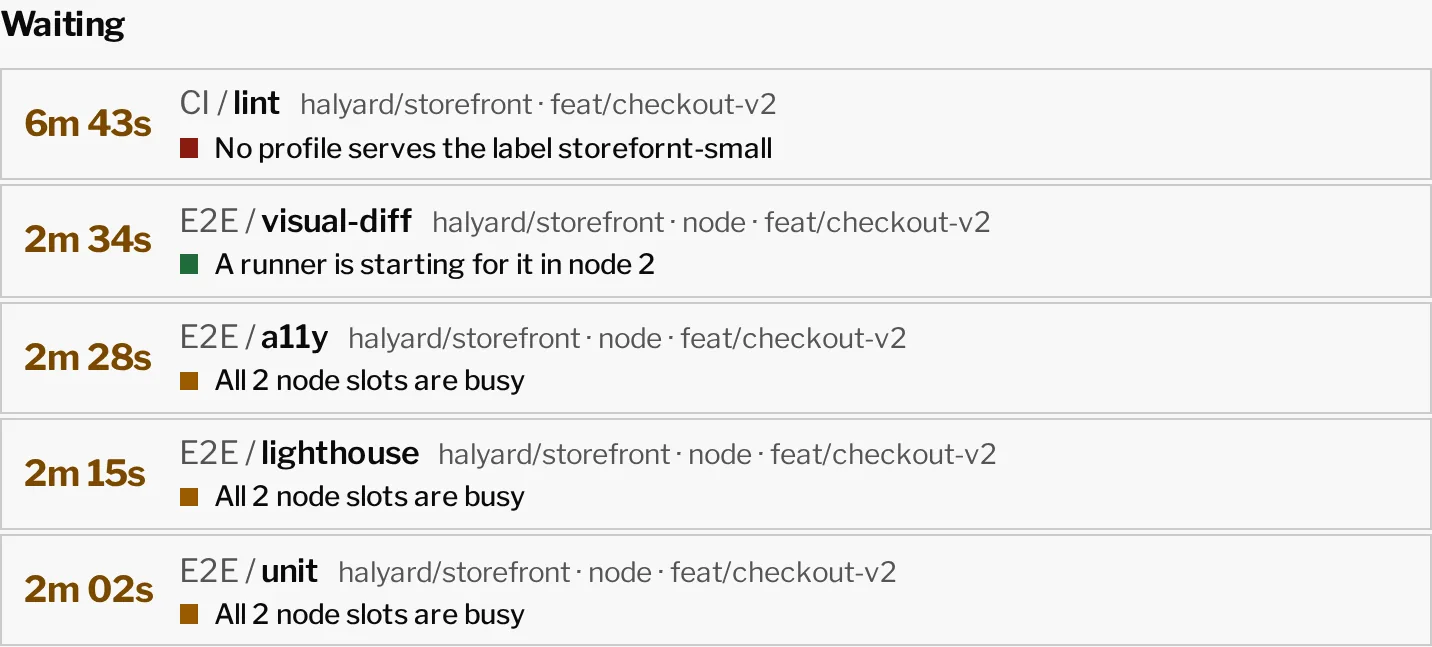 Waiting
6m 43s
CI / lint halyard/storefront · feat/checkout-v2
No profile serves the label storefornt-small
2m 34s
E2E / visual-diff halyard/storefront · node · feat/checkout-v2
A runner is starting for it in node 2
2m 28s
E2E / a11y halyard/storefront · node · feat/checkout-v2
All 2 node slots are busy
2m 15s
E2E / lighthouse halyard/storefront · node · feat/checkout-v2
All 2 node slots are busy
2m 02s
E2E / unit halyard/storefront · node · feat/checkout-v2
All 2 node slots are busy